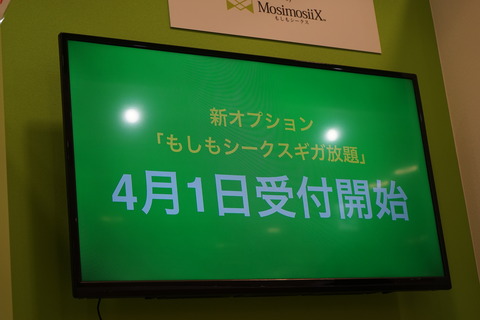 MosimosiiX
もしもシークス
新オプション
「もしもシークスギガ放題」
4月1日受付開始